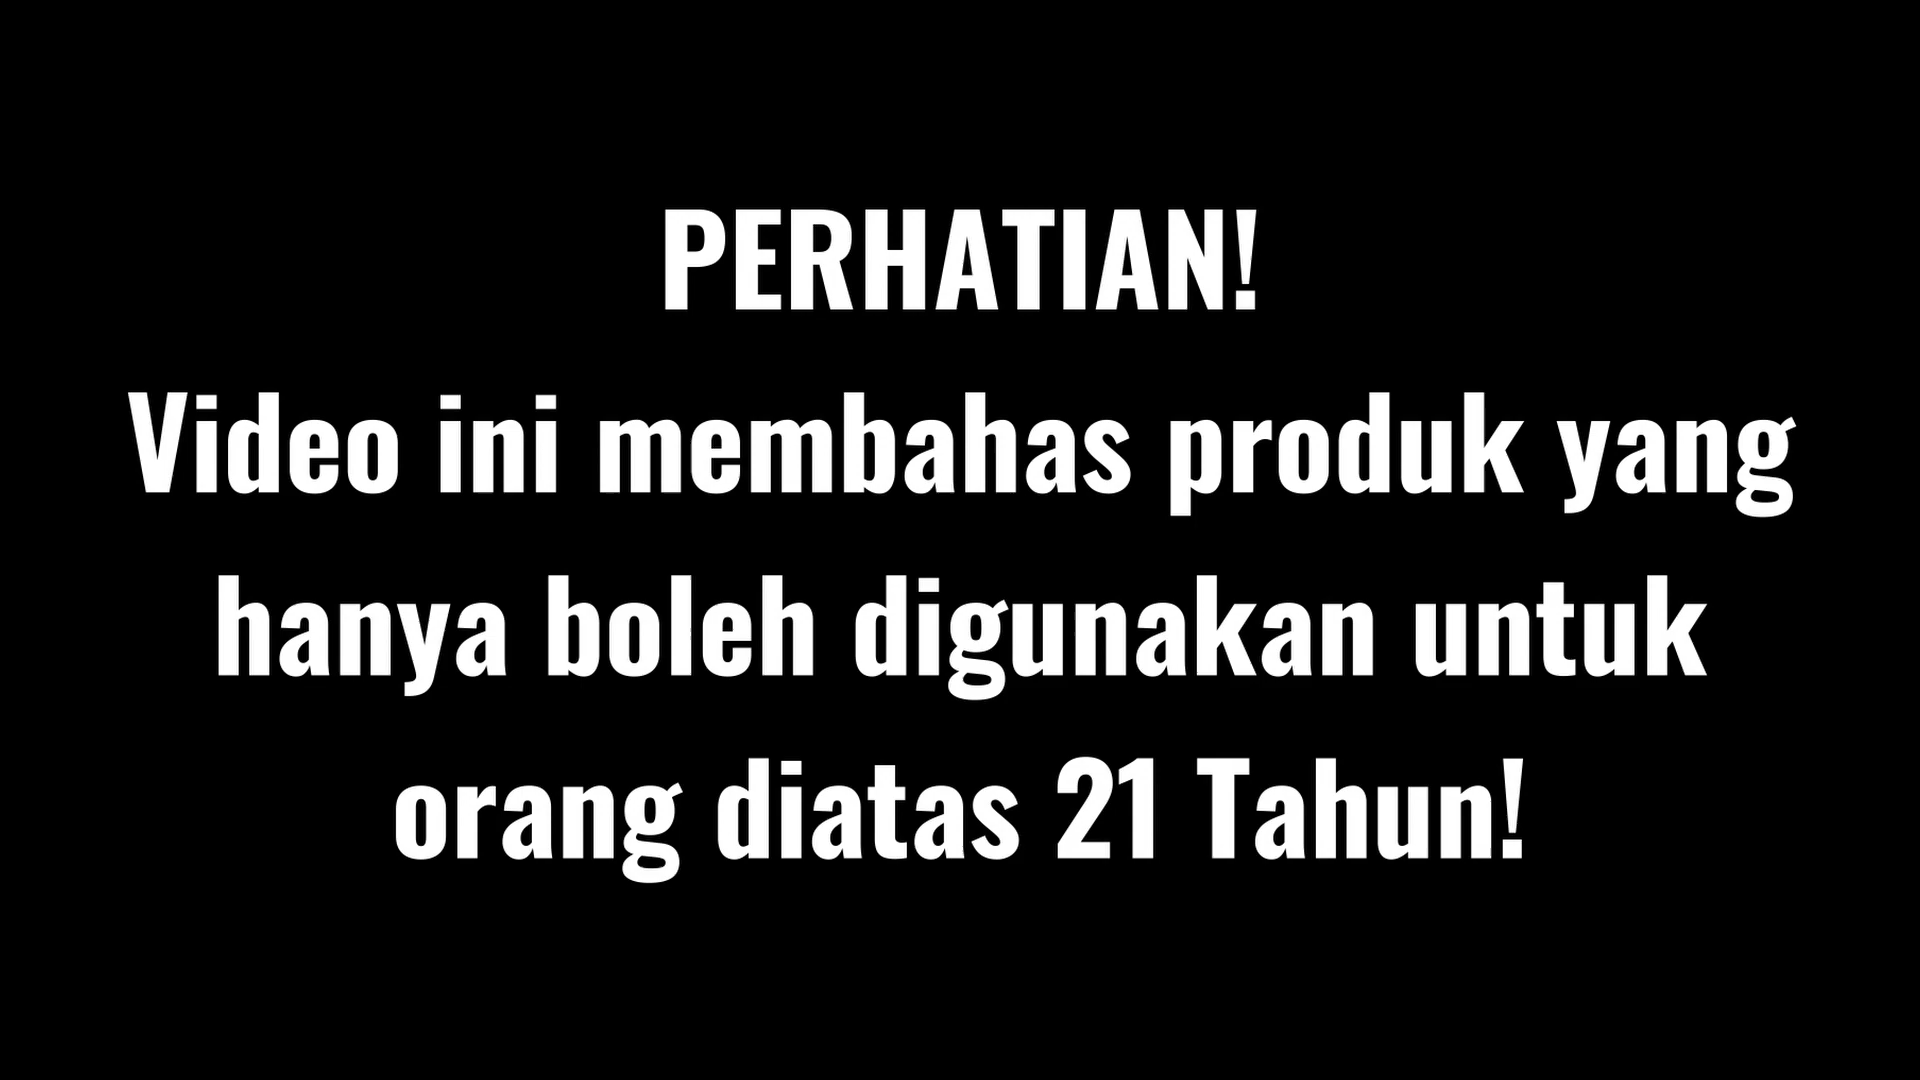 PERHATIAN!
Video ini membahas produk yang
hanya boleh digunakan untuk
orang diatas 21 Tahun!